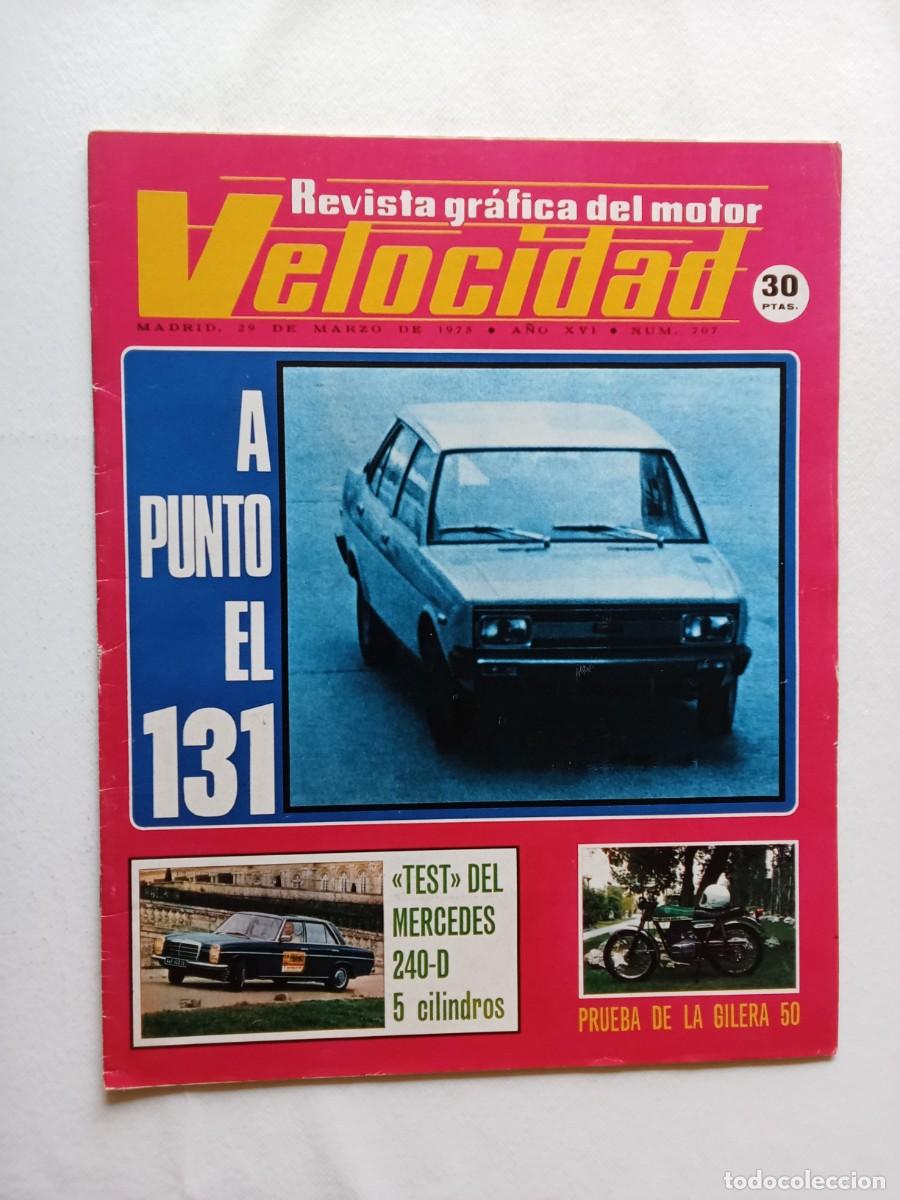 Revista gráfica del motor
Velocidad
30
PTAS.
MADRID, 29 DE MARZO DE 1975 • AÑO XVI • NUM. 707
A
PUNTO
EL
131
«TEST» DEL
MERCEDES
240-D
5 cilindros
PRUEBA DE LA GILERA 50
todocoleccion